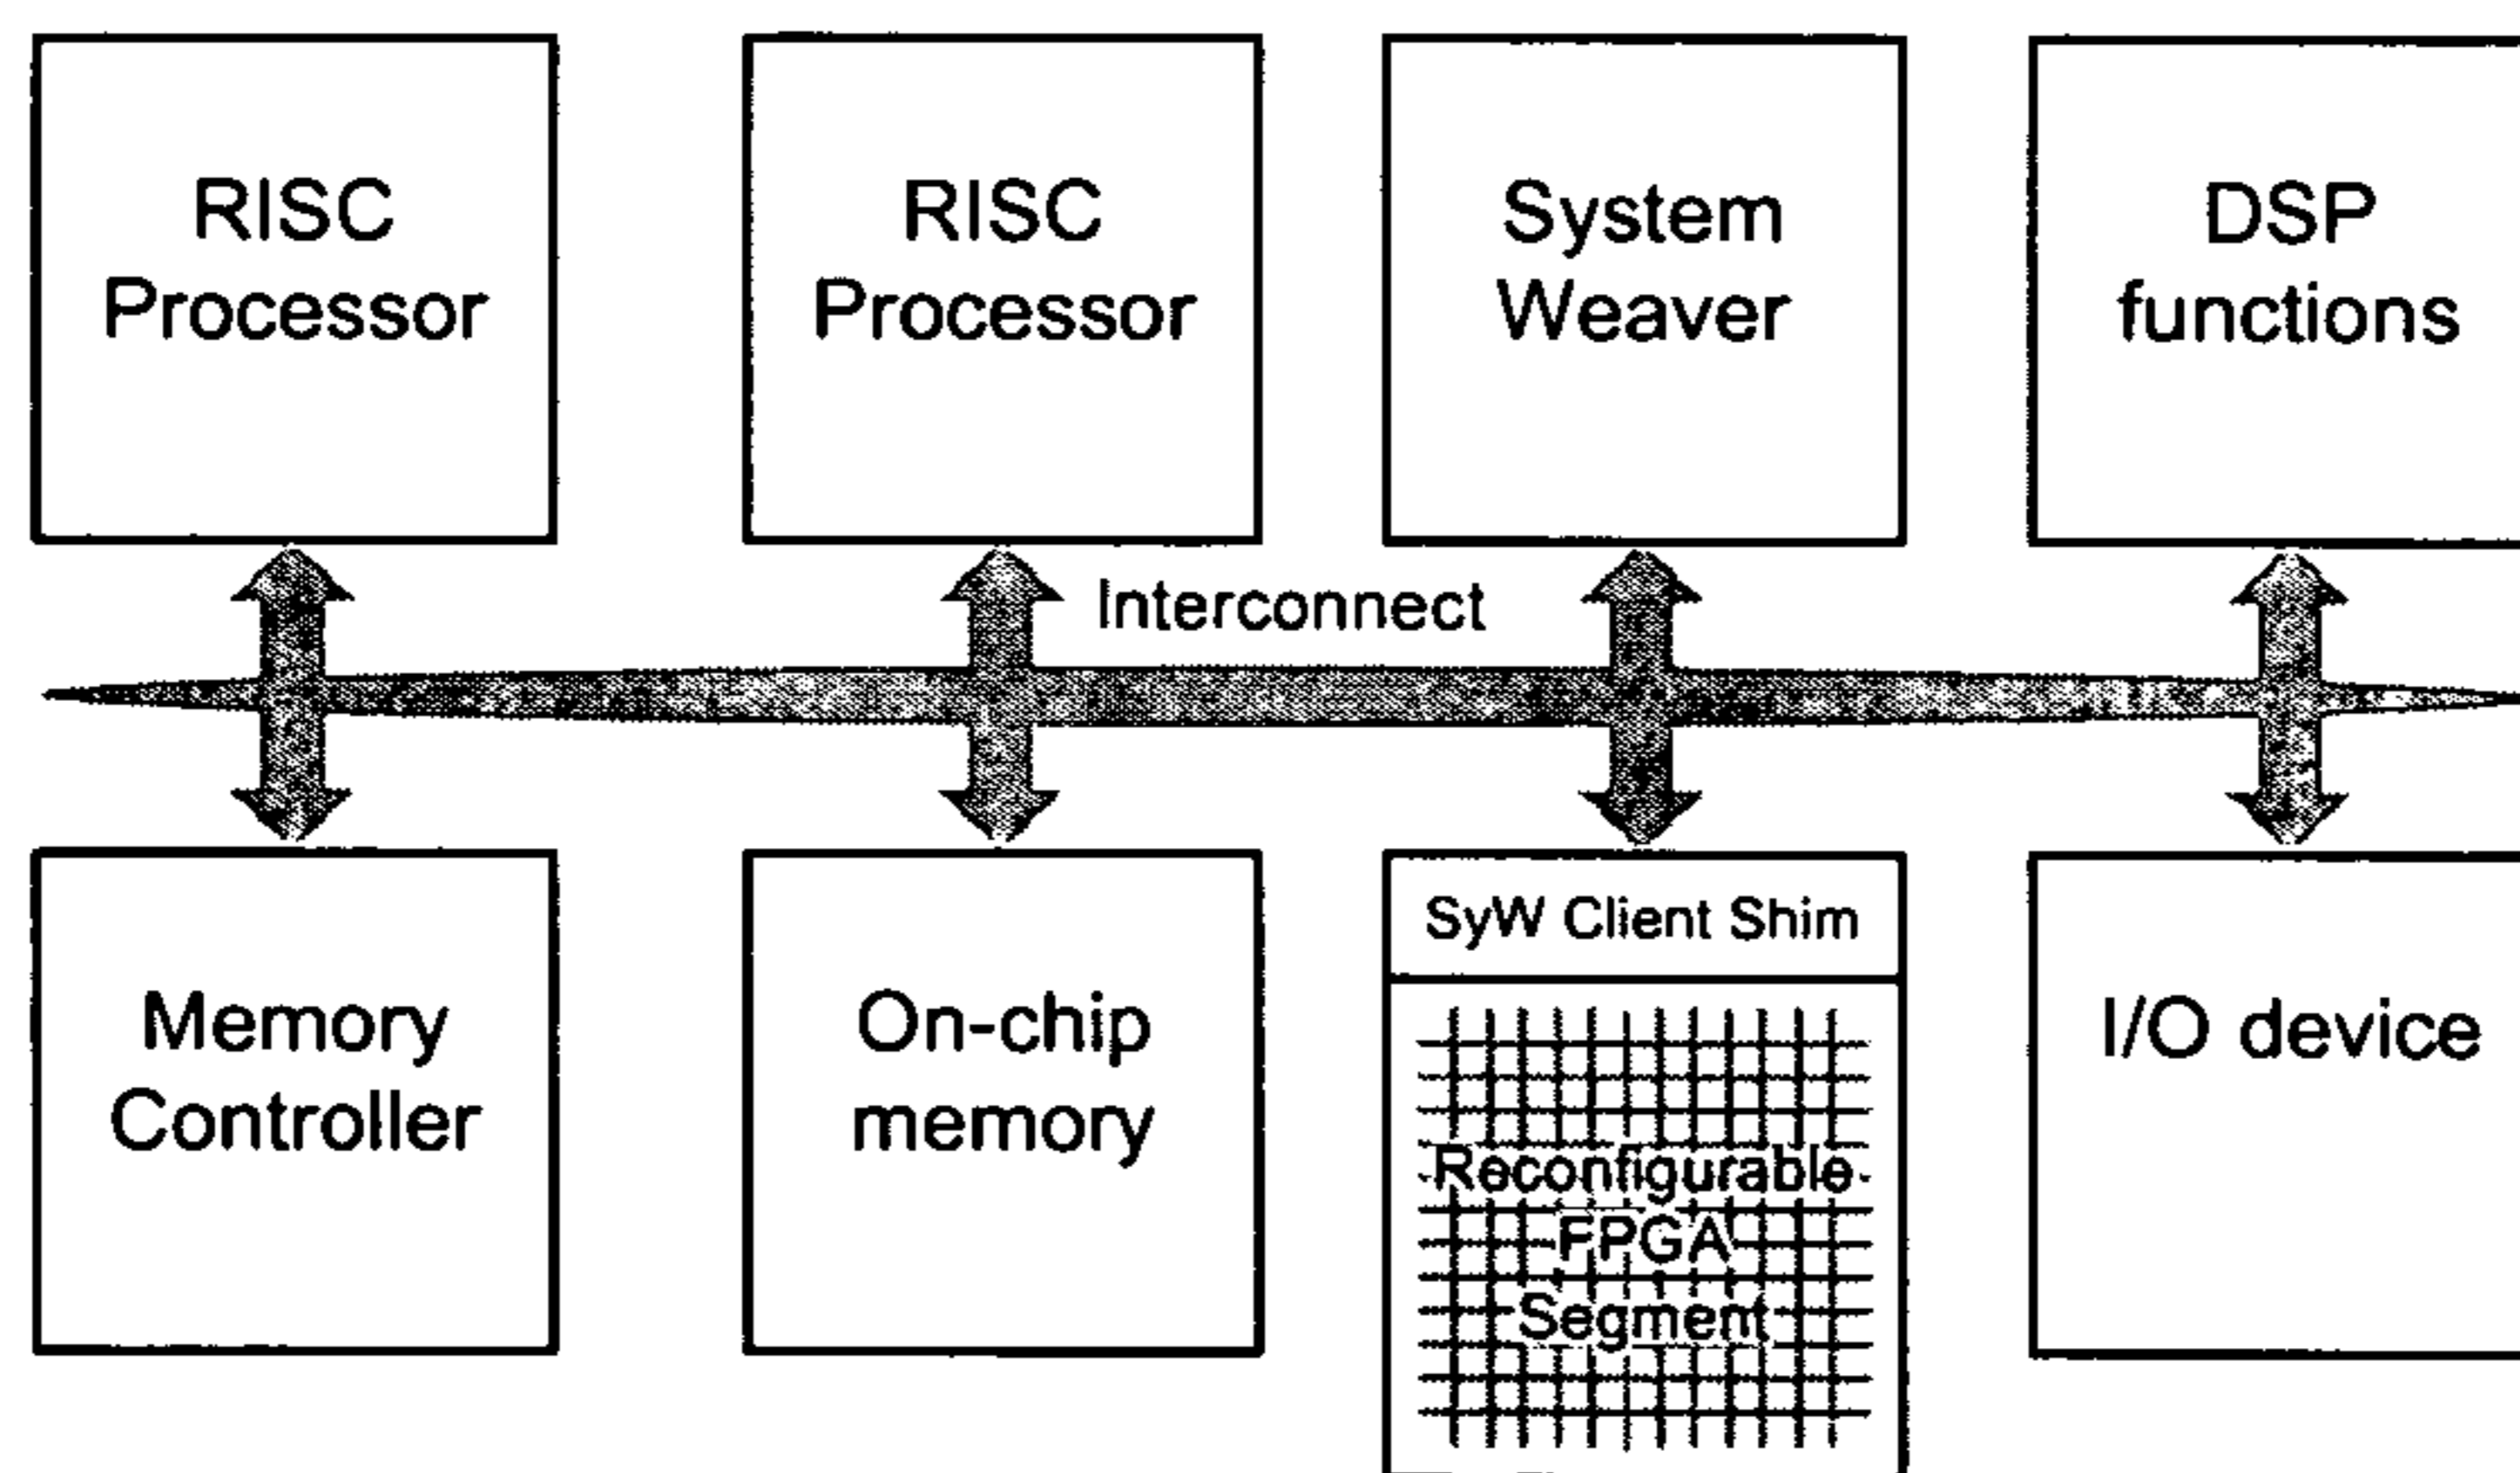 RISC
Processor
RISC
Processor
System
Weaver
DSP
functions
Interconnect
Memory
Controller
On-chip
memory
SyW Client Shim
Reconfigurable
FPGA
Segment
I/O device